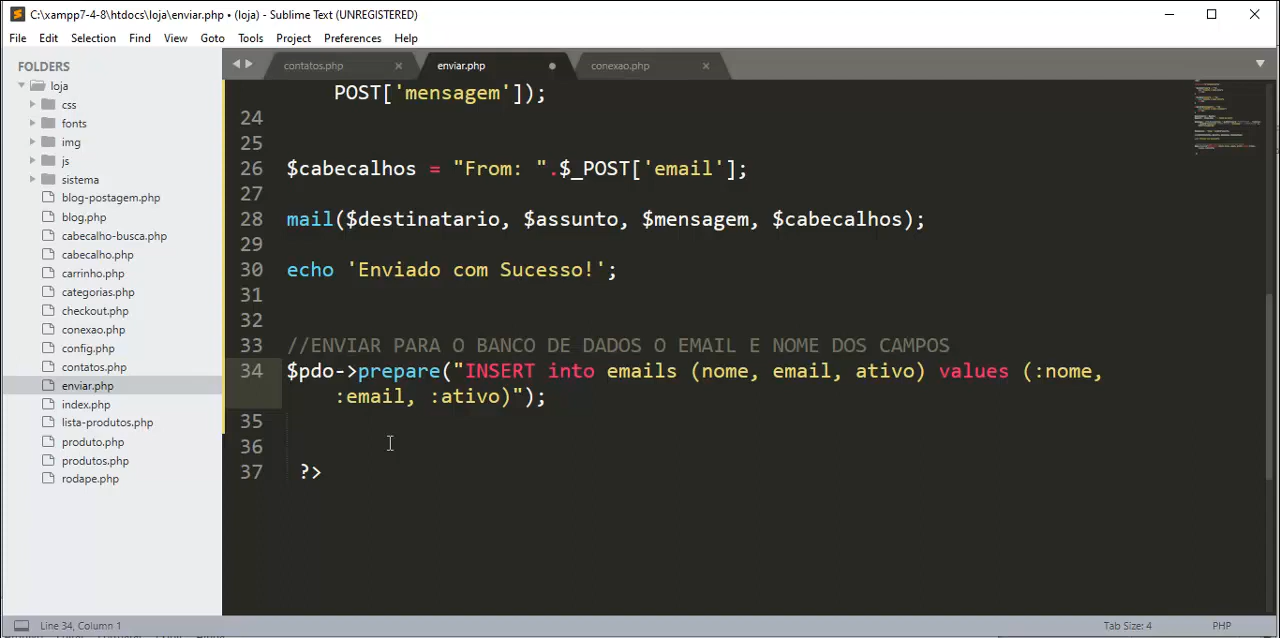 C:\xampp7-4-8\htdocs\loja\enviar.php • (loja) - Sublime Text (UNREGISTERED)
File Edit Selection Find View Goto Tools Project Preferences Help
FOLDERS
loja
css
fonts
img
js
sistema
blog-postagem.php
blog.php
cabecalho-busca.php
cabecalho.php
carrinho.php
categorias.php
checkout.php
conexao.php
config.php
contatos.php
enviar.php
index.php
lista-produtos.php
produto.php
produtos.php
rodape.php
contatos.php × enviar.php • conexao.php ×
POST['mensagem']);
24
25
26 $cabecalhos = "From: ".$_POST['email'];
27
28 mail($destinatario, $assunto, $mensagem, $cabecalhos);
29
30 echo 'Enviado com Sucesso!';
31
32
33 //ENVIAR PARA O BANCO DE DADOS O EMAIL E NOME DOS CAMPOS
34 $pdo->prepare("INSERT into emails (nome, email, ativo) values (:nome,
:email, :ativo)");
35
36
37 ?>
Line 34, Column 1
Tab Size: 4
PHP